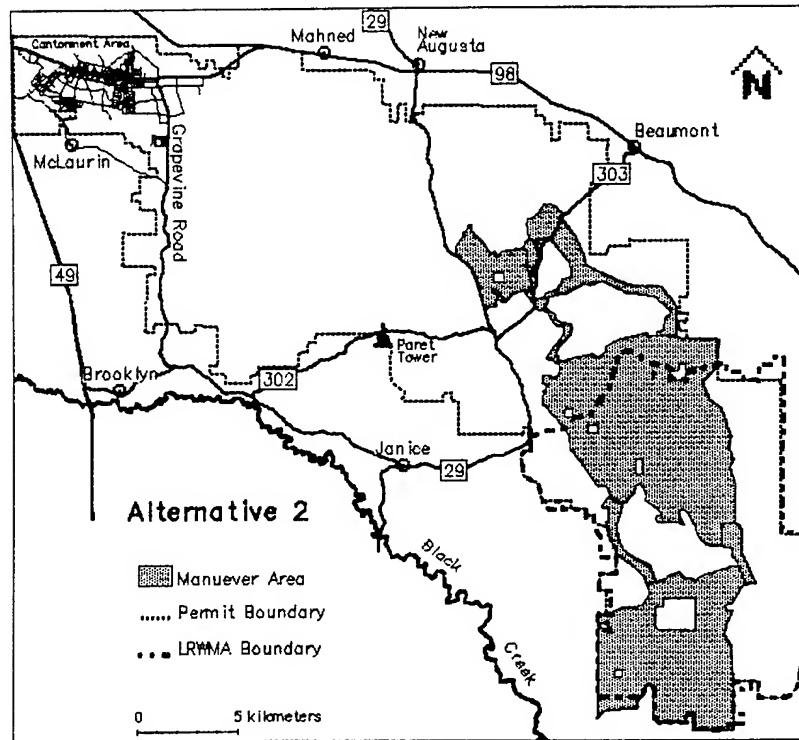 29
New
Augusta
Mahned
Cantonment Area
98
N
Beaumont
McLaurin
Grapevine Road
303
49
Paret
Tower
Brooklyn
302
Janice
29
Alternative 2
Black
Creek
Manuever Area
Permit Boundary
LRWMA Boundary
0 5 kilometers